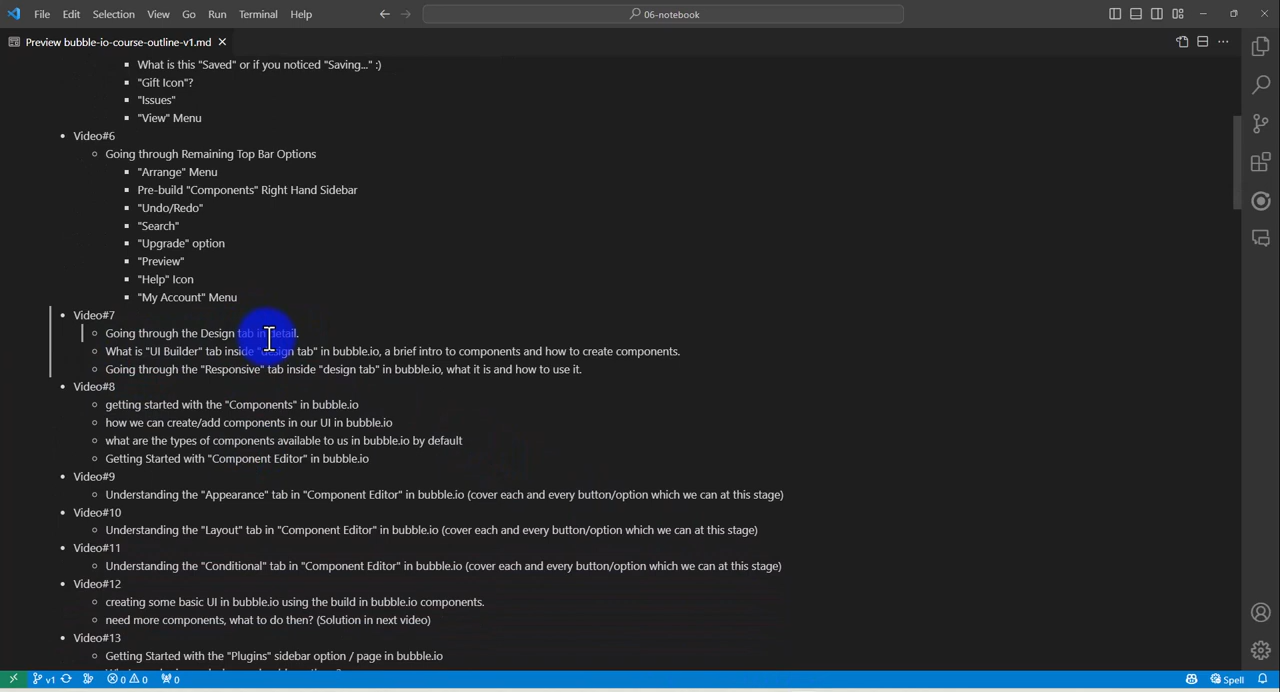 File Edit Selection View Go Run Terminal Help
06-notebook
Preview bubble-io-course-outline-v1.md
What is this "Saved" or if you noticed "Saving..." :)
"Gift Icon"?
"Issues"
"View" Menu
Video#6
Going through Remaining Top Bar Options
"Arrange" Menu
Pre-build "Components" Right Hand Sidebar
"Undo/Redo"
"Search"
"Upgrade" option
"Preview"
"Help" Icon
"My Account" Menu
Video#7
Going through the Design tab in detail.
What is "UI Builder" tab inside "design tab" in bubble.io, a brief intro to components and how to create components.
Going through the "Responsive" tab inside "design tab" in bubble.io, what it is and how to use it.
Video#8
getting started with the "Components" in bubble.io
how we can create/add components in our UI in bubble.io
what are the types of components available to us in bubble.io by default
Getting Started with "Component Editor" in bubble.io
Video#9
Understanding the "Appearance" tab in "Component Editor" in bubble.io (cover each and every button/option which we can at this stage)
Video#10
Understanding the "Layout" tab in "Component Editor" in bubble.io (cover each and every button/option which we can at this stage)
Video#11
Understanding the "Conditional" tab in "Component Editor" in bubble.io (cover each and every button/option which we can at this stage)
Video#12
creating some basic UI in bubble.io using the build in bubble.io components.
need more components, what to do then? (Solution in next video)
Video#13
Getting Started with the "Plugins" sidebar option / page in bubble.io
v1 0 0 0 Spell